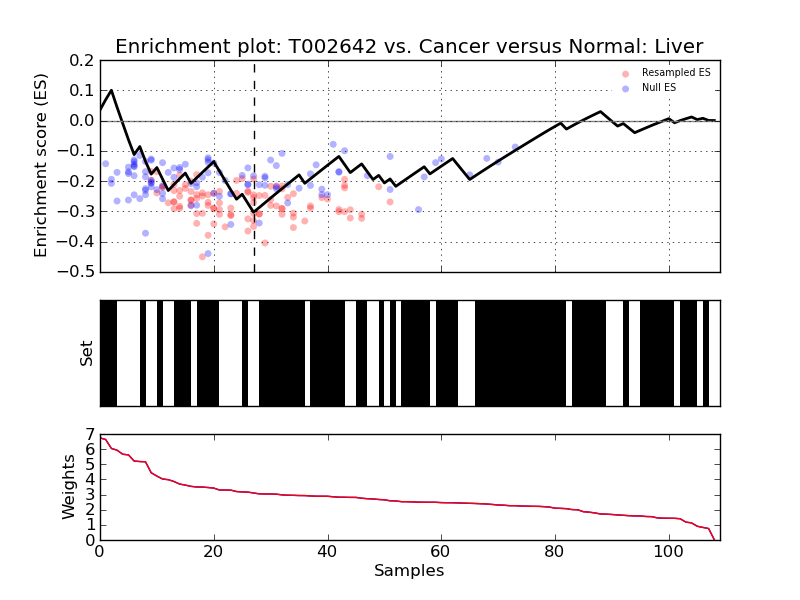 Enrichment plot: T002642 vs. Cancer versus Normal: Liver
Enrichment score (ES)
0.2
0.1
0.0
−0.1
−0.2
−0.3
−0.4
−0.5
Resampled ES
Null ES
Set
Weights
7
6
5
4
3
2
1
0
0 20 40 60 80 100
Samples